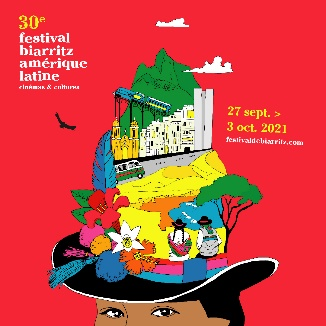 30e
festival
biarritz
amérique
latine
cinémas & cultures
27 sept. >
3 oct. 2021
festivaldebiarritz.com